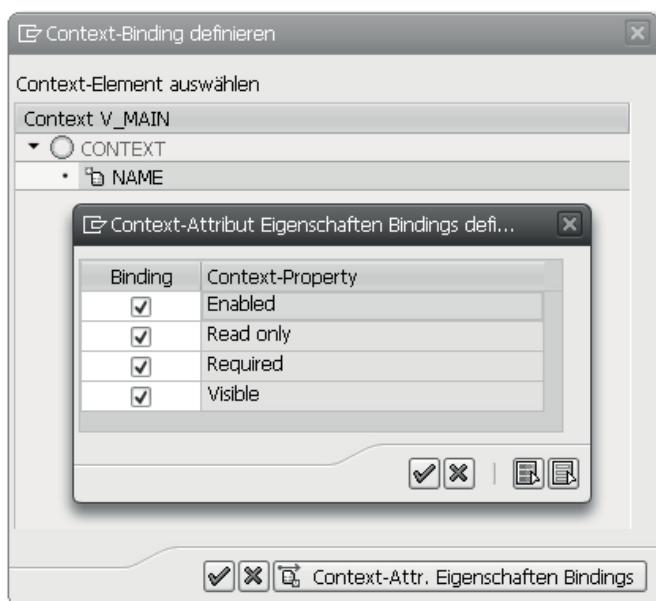 Context-Binding definieren
Context-Element auswählen
Context V_MAIN
CONTEXT
NAME
Context-Attribut Eigenschaften Bindings defi...
Binding Context-Property
Enabled
Read only
Required
Visible
Context-Attr. Eigenschaften Bindings